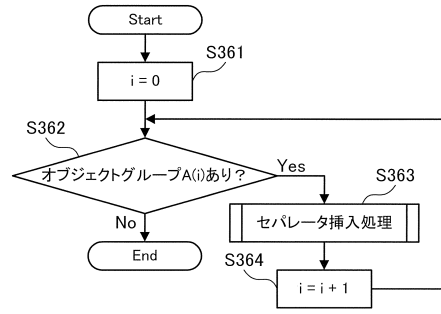 Start
S361
i = 0
S362
オブジェクトグループA(i)あり？
Yes
S363
No
セパレータ挿入処理
End
S364
i = i + 1